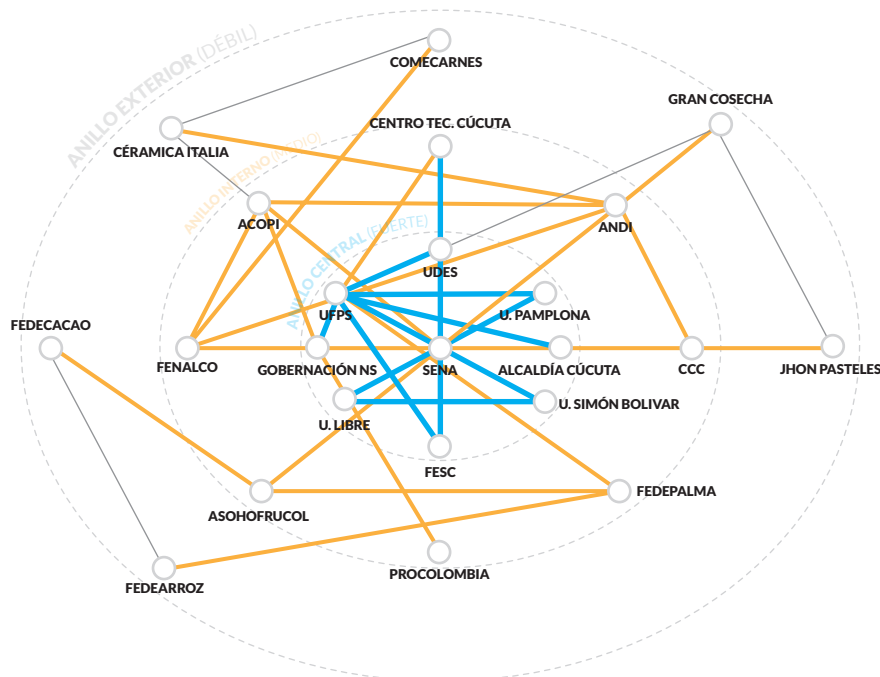 ANILLO EXTERIOR (DÉBIL)
COMECARNES
GRAN COSECHA
CENTRO TEC. CÚCUTA
CÉRAMICA ITALIA
ANILLO INFERNO (MEDIO)
ACOPI
ANDI
ANILLO CENTRAL (FUERTE)
UDES
UFPS
U. PAMPLONA
FEDECACAO
FENALCO
GOBERNACIÓN NS
SENA
ALCALDÍA CÚCUTA
CCC
JHON PASTELES
U. LIBRE
U. SIMÓN BOLIVAR
FESC
ASOHOFRUCOL
FEDEPALMA
FEDEARROZ
PROCOLOMBIA